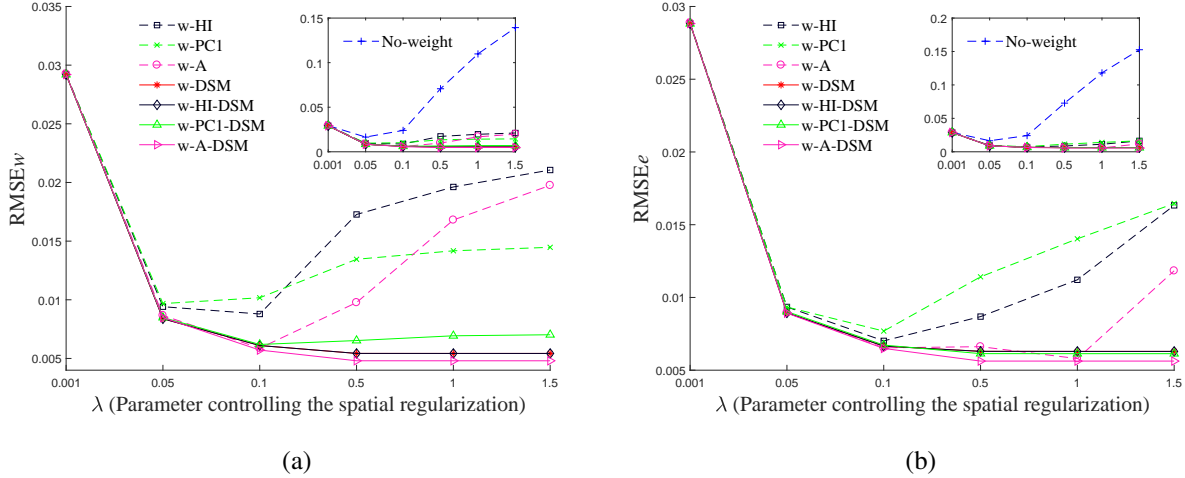 0.035
0.03
0.025
0.02
0.015
0.01
0.005
RMSEw
0.001 0.05 0.1 0.5 1 1.5
λ (Parameter controlling the spatial regularization)
w-HI
w-PC1
w-A
w-DSM
w-HI-DSM
w-PC1-DSM
w-A-DSM
0.15
0.1
0.05
0
No-weight
0.001 0.05 0.1 0.5 1 1.5
(a)
0.03
0.025
0.02
0.015
0.01
0.005
RMSEe
0.001 0.05 0.1 0.5 1 1.5
λ (Parameter controlling the spatial regularization)
w-HI
w-PC1
w-A
w-DSM
w-HI-DSM
w-PC1-DSM
w-A-DSM
0.2
0.15
0.1
0.05
0
No-weight
0.001 0.05 0.1 0.5 1 1.5
(b)